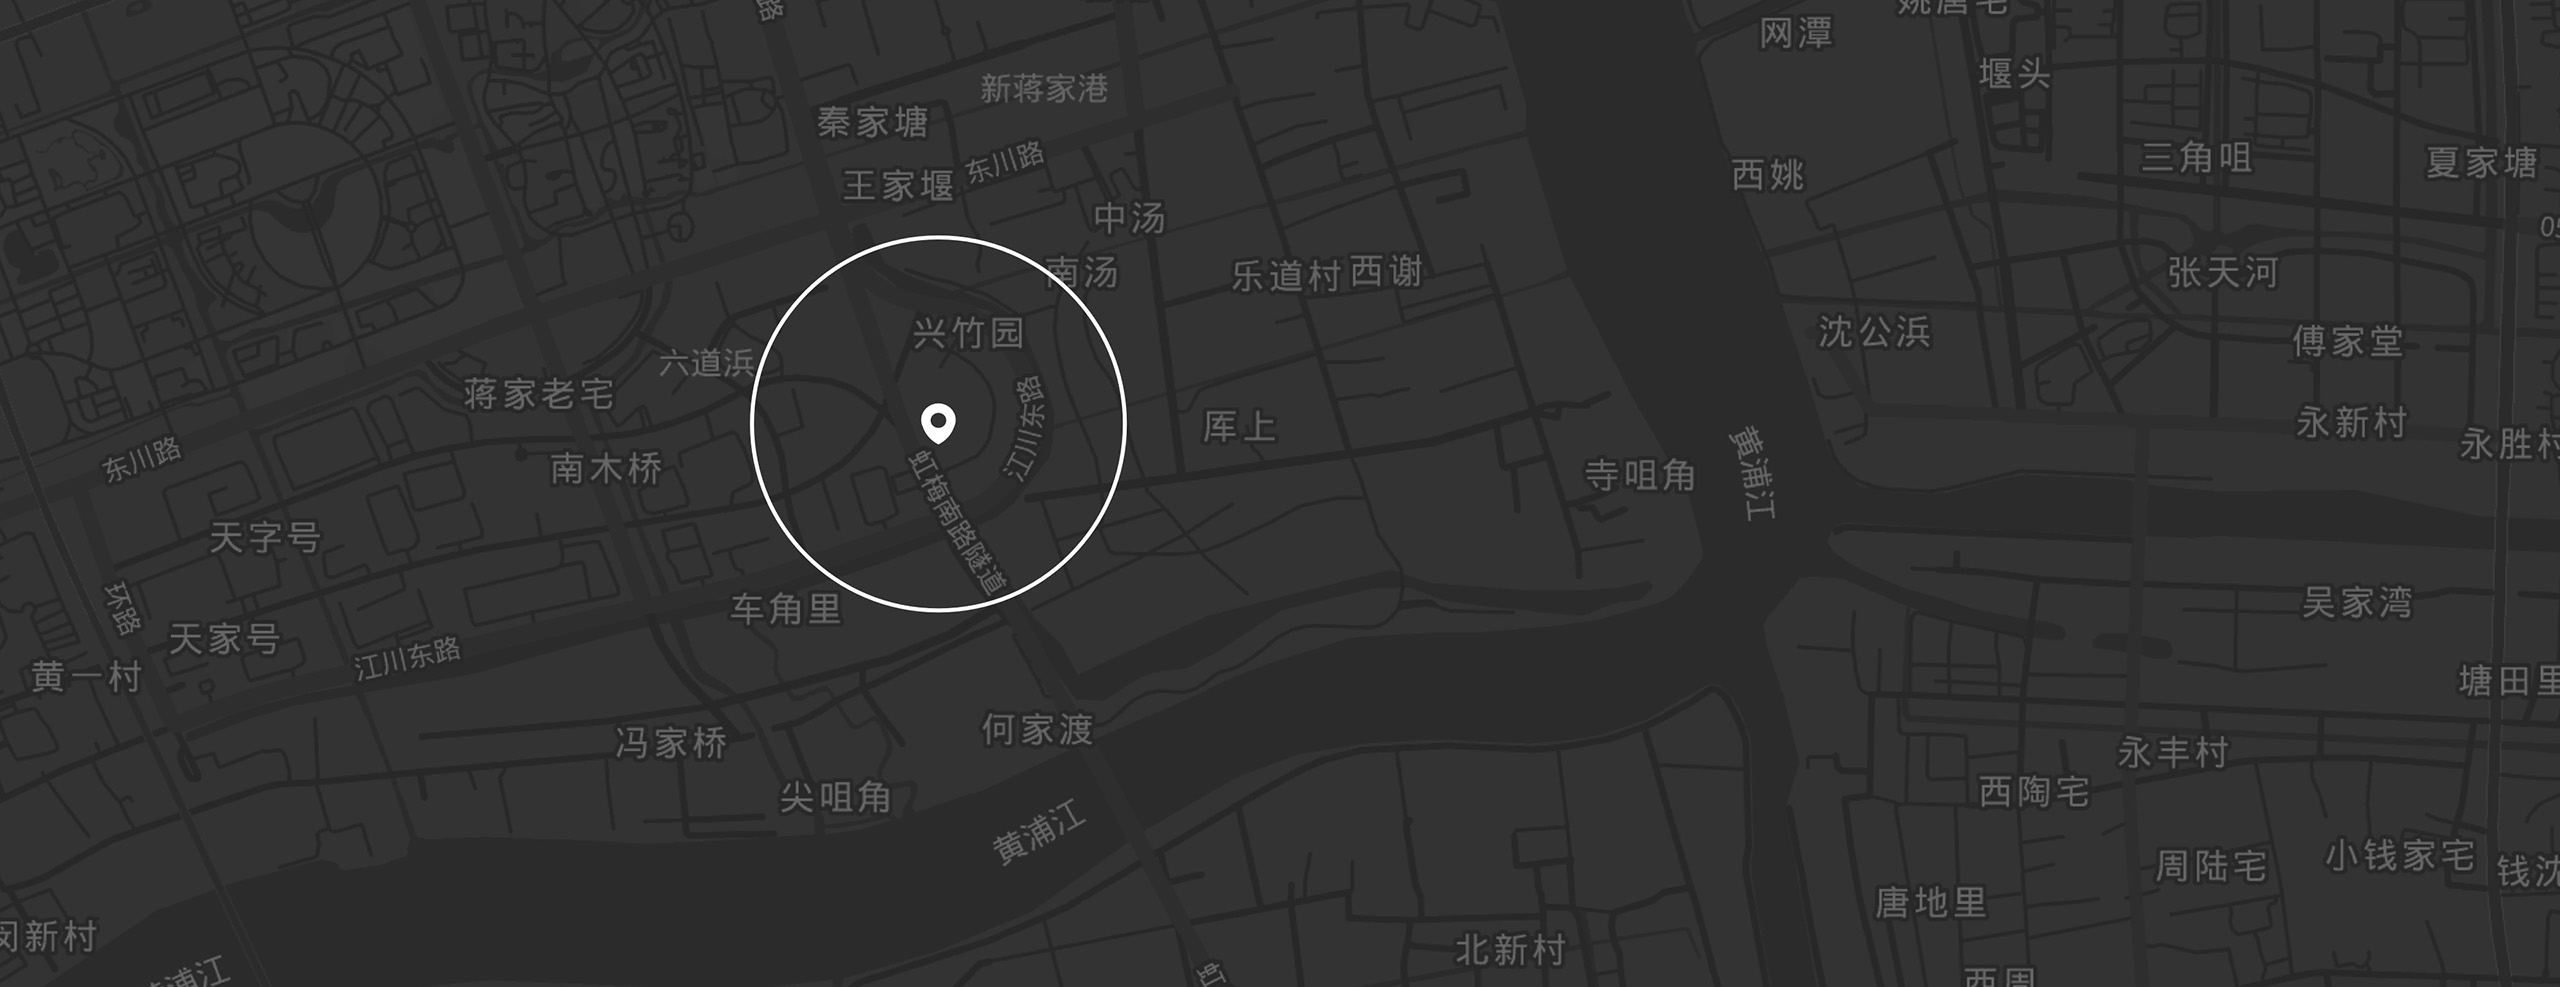 路
网潭
堰头
新蒋家港
秦家塘
东川路
三角咀
夏家塘
王家堰
西姚
中汤
05
南汤
乐道村
西谢
张天河
兴竹园
沈公浜
傅家堂
六道浜
蒋家老宅
江川东路
厍上
永新村
永胜村
东川路
南木桥
虹梅南路隧道
寺咀角
黄浦江
天字号
环路
车角里
吴家湾
天家号
江川东路
黄一村
塘田里
冯家桥
何家渡
永丰村
尖咀角
西陶宅
黄浦江
周陆宅
小钱家宅
钱沈
唐地里
闵新村
北新村
黄浦江
西周
虹